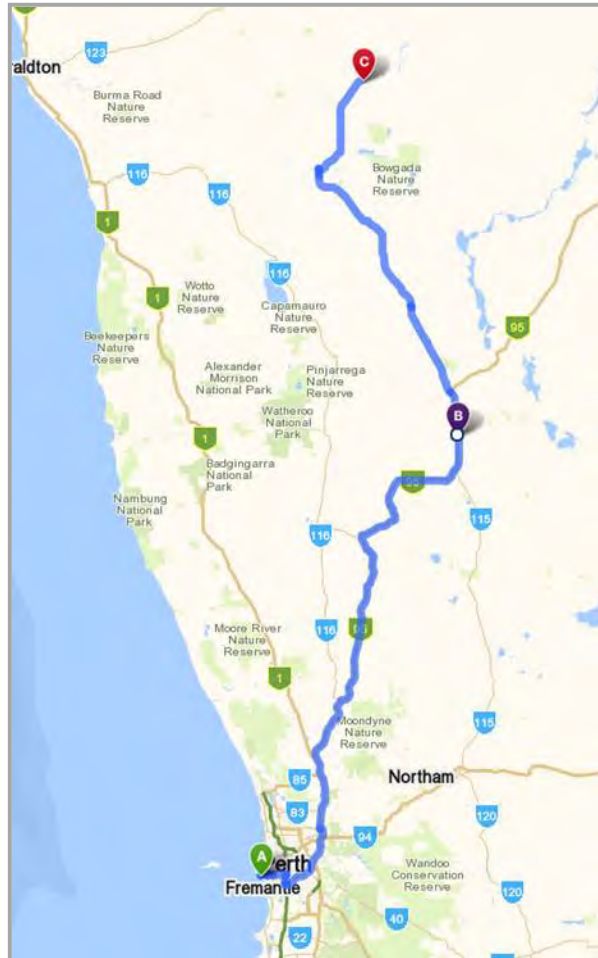 123
raldton
C
Burma Road
Nature
Reserve
Bowgada
Nature
Reserve
116
116
1
116
Wotto
Nature
Reserve
1
Capamauro
Nature
Reserve
95
Beekeepers
Nature
Reserve
Alexander
Morrison
National Park
Pinjarrega
Nature
Reserve
Watheroo
National
Park
B
1
Badgingarra
National
Park
95
Nambung
National
Park
115
116
Moore River
Nature
Reserve
116
95
1
Moondyne
Nature
Reserve
115
85
Northam
83
120
94
A
Perth
Fremantle
Wandoo
Conservation
Reserve
120
40
22